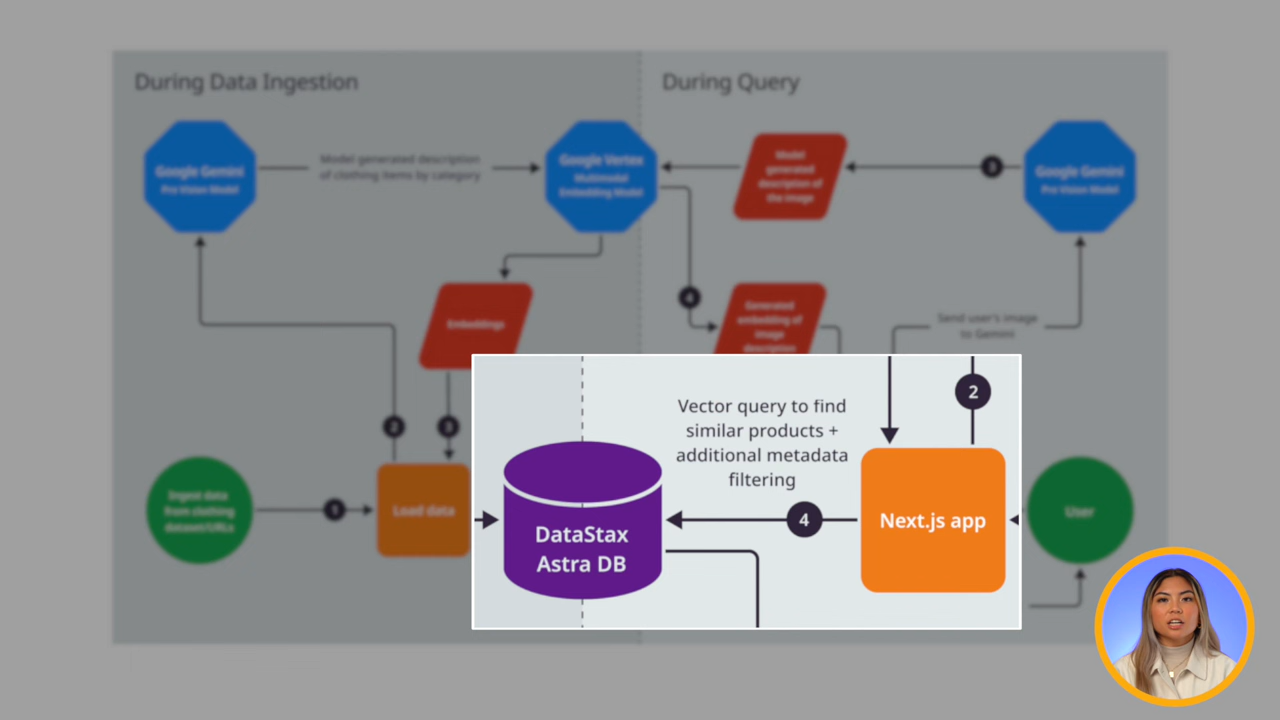 During Data Ingestion
During Query
Google Gemini
Pro Vision Model
Model generated description
of clothing items by category
Google Vertex
Multimodal
Embedding Model
Model
generated
description of
the image
3
Google Gemini
Pro Vision Model
Embeddings
4
Generated
embedding of
image
description
Send user's image
to Gemini
2
3
Ingest data
from clothing
dataset/URLs
1
Load data
DataStax
Astra DB
Vector query to find
similar products +
additional metadata
filtering
4
2
Next.js app
User